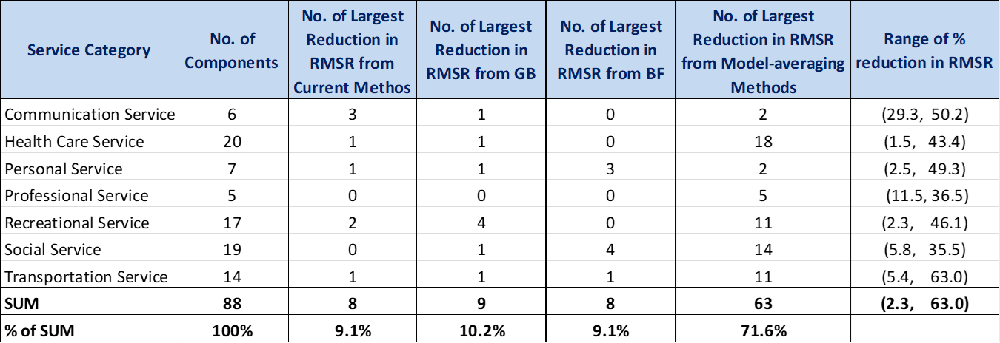 Service Category | No. of Components | No. of Largest Reduction in RMSR from Current Methos | No. of Largest Reduction in RMSR from GB | No. of Largest Reduction in RMSR from BF | No. of Largest Reduction in RMSR from Model-averaging Methods | Range of % reduction in RMSR
Communication Service | 6 | 3 | 1 | 0 | 2 | (29.3, 50.2)
Health Care Service | 20 | 1 | 1 | 0 | 18 | (1.5, 43.4)
Personal Service | 7 | 1 | 1 | 3 | 2 | (2.5, 49.3)
Professional Service | 5 | 0 | 0 | 0 | 5 | (11.5, 36.5)
Recreational Service | 17 | 2 | 4 | 0 | 11 | (2.3, 46.1)
Social Service | 19 | 0 | 1 | 4 | 14 | (5.8, 35.5)
Transportation Service | 14 | 1 | 1 | 1 | 11 | (5.4, 63.0)
SUM | 88 | 8 | 9 | 8 | 63 | (2.3, 63.0)
% of SUM | 100% | 9.1% | 10.2% | 9.1% | 71.6%